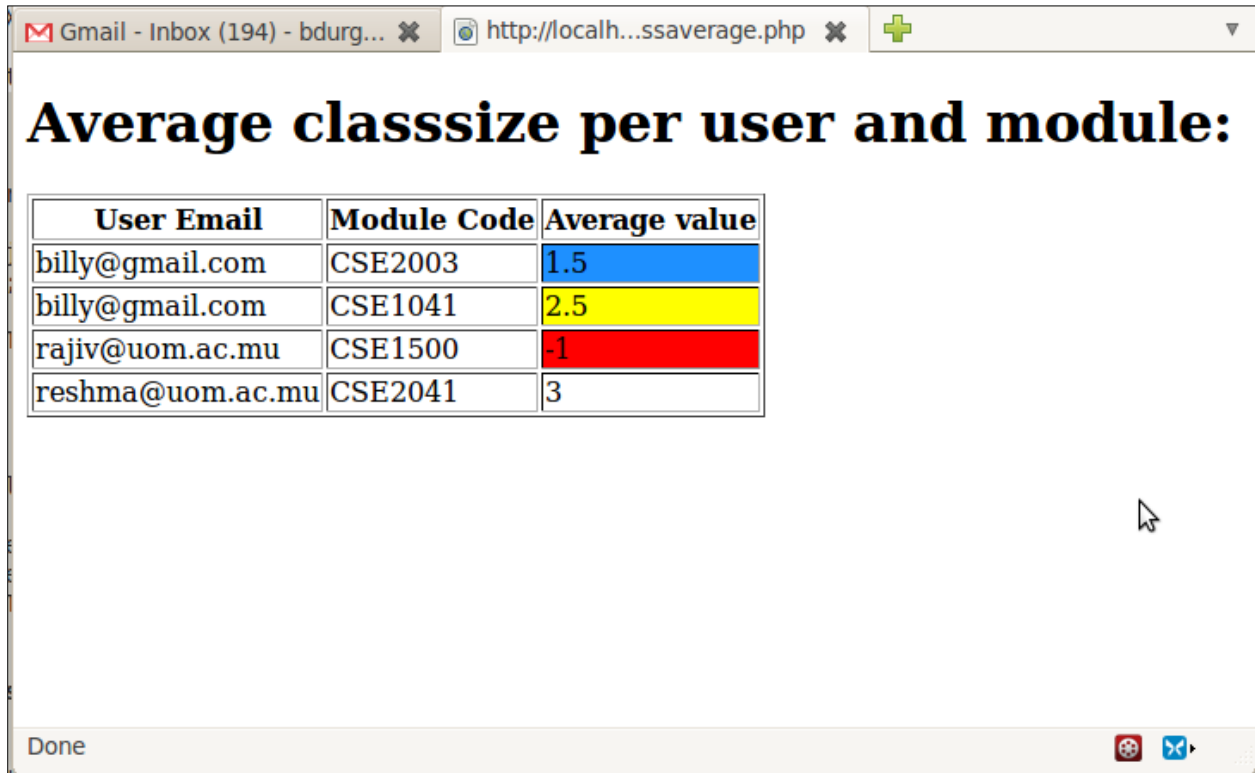 Gmail - Inbox (194) - bdurg...
http://localh...ssaverage.php
Average classsize per user and module:
User Email Module Code Average value
billy@gmail.com CSE2003 1.5
billy@gmail.com CSE1041 2.5
rajiv@uom.ac.mu CSE1500 -1
reshma@uom.ac.mu CSE2041 3
Done